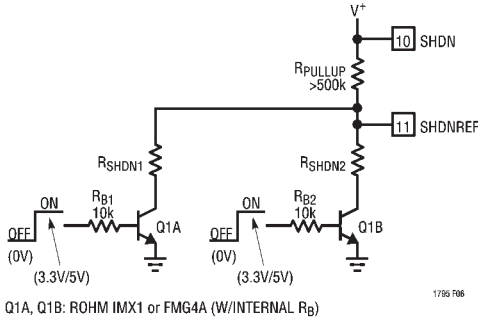 V+
10 SHDN
RPULLUP
>500k
11 SHDNREF
RSHDN1
RSHDN2
ON
RB1
10k
Q1A
OFF
(0V)
(3.3V/5V)
ON
RB2
10k
Q1B
OFF
(0V)
(3.3V/5V)
1795 F06
Q1A, Q1B: ROHM IMX1 or FMG4A (W/INTERNAL RB)